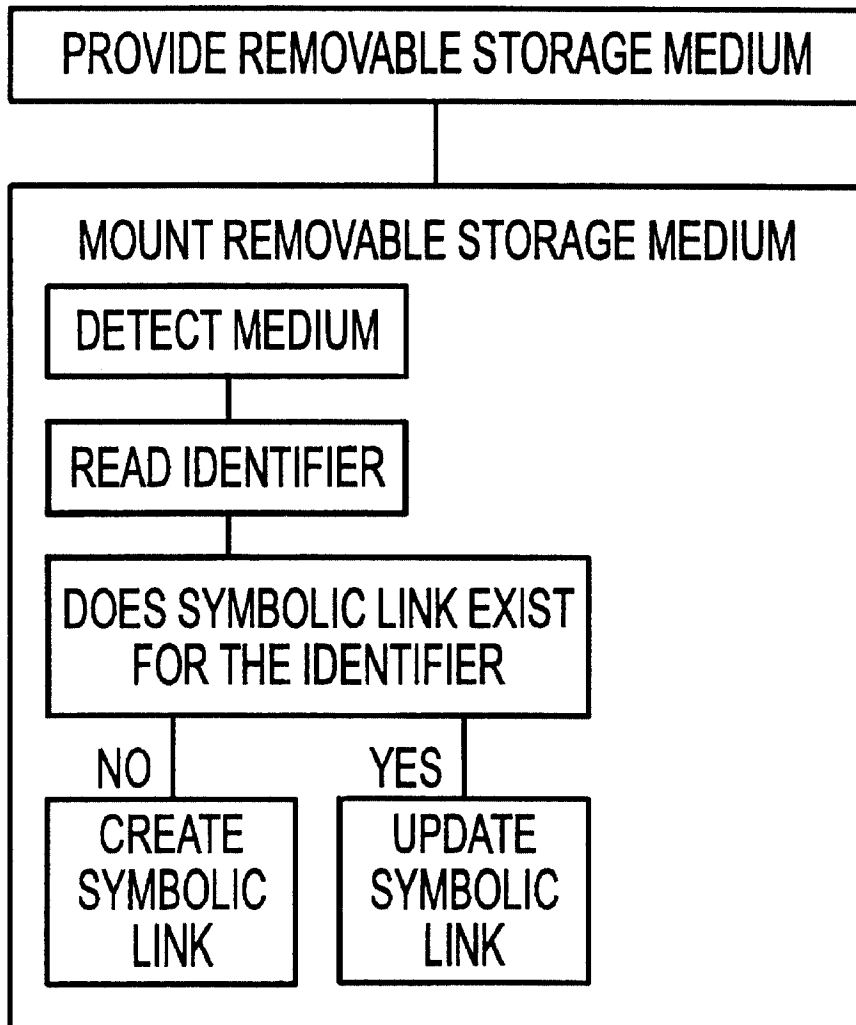 PROVIDE REMOVABLE STORAGE MEDIUM
MOUNT REMOVABLE STORAGE MEDIUM
DETECT MEDIUM
READ IDENTIFIER
DOES SYMBOLIC LINK EXIST
FOR THE IDENTIFIER
NO
YES
CREATE
SYMBOLIC
LINK
UPDATE
SYMBOLIC
LINK